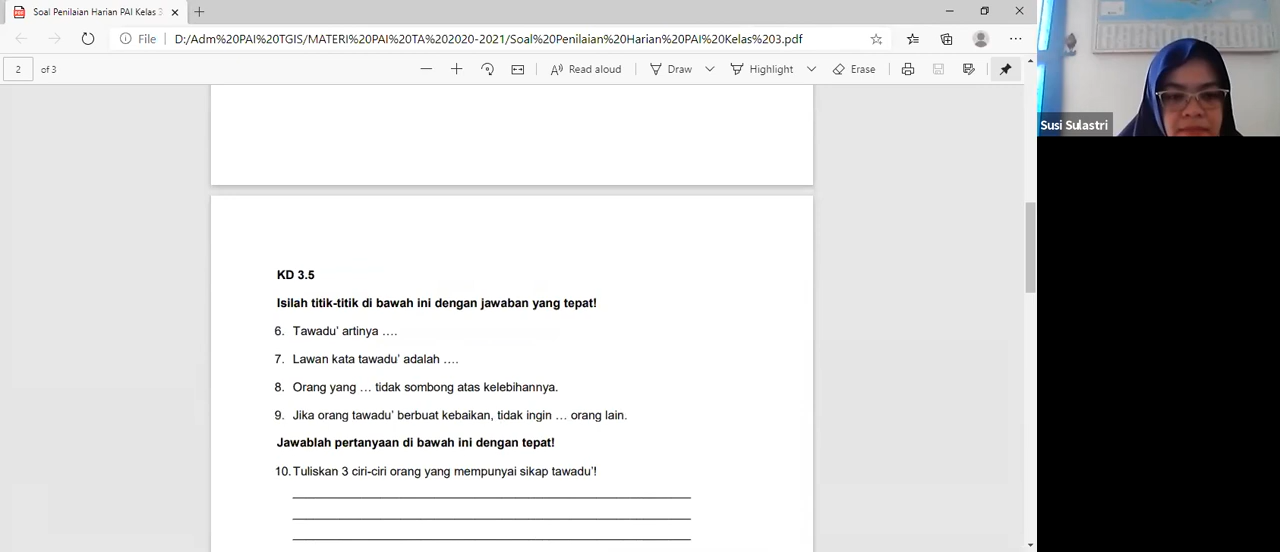 Soal Penilaian Harian PAI Kelas 3
File
D:/Adm%20PAI%20TGIS/MATERI%20PAI%20TA%202020-2021/Soal%20Penilaian%20Harian%20PAI%20Kelas%203.pdf
2 of 3
Read aloud
Draw
Highlight
Erase
Susi Sulastri
KD 3.5
Isilah titik-titik di bawah ini dengan jawaban yang tepat!
6. Tawadu' artinya ….
7. Lawan kata tawadu' adalah ….
8. Orang yang … tidak sombong atas kelebihannya.
9. Jika orang tawadu' berbuat kebaikan, tidak ingin … orang lain.
Jawablah pertanyaan di bawah ini dengan tepat!
10. Tuliskan 3 ciri-ciri orang yang mempunyai sikap tawadu'!